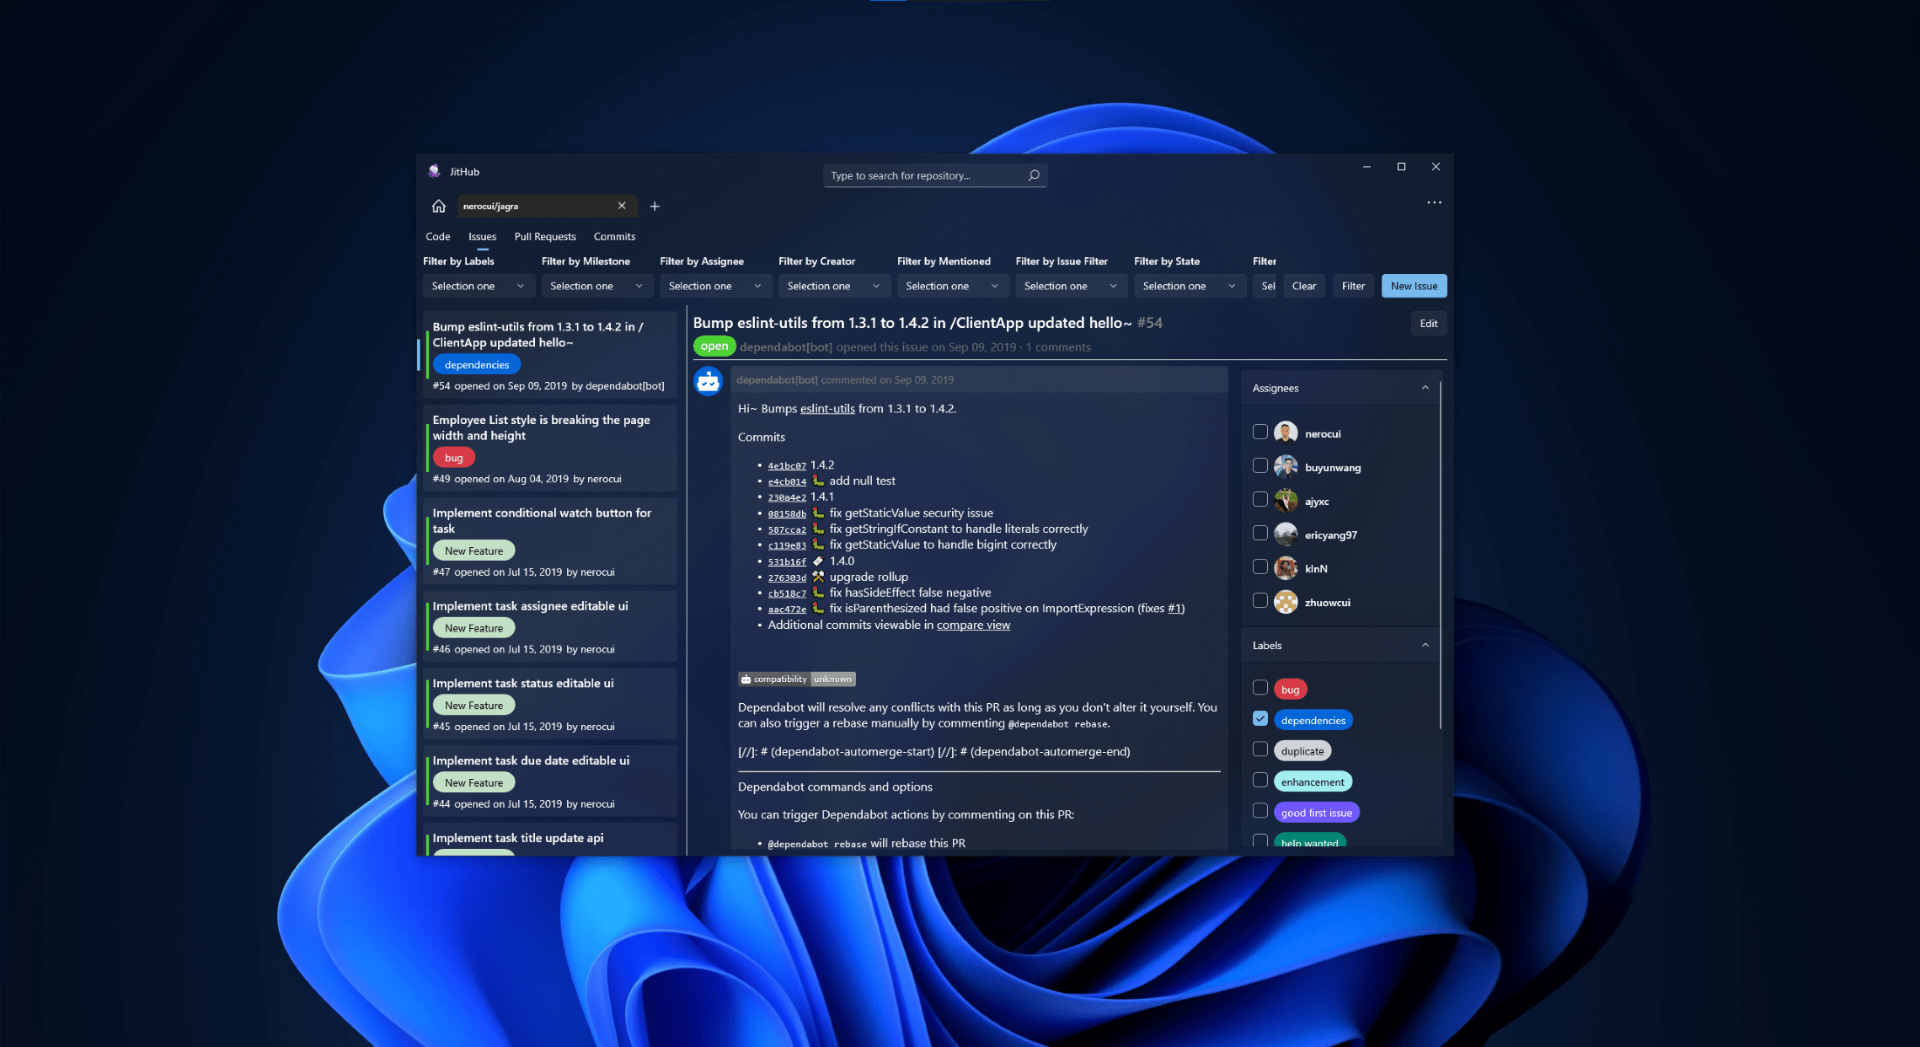 JitHub
Type to search for repository...
nerocui/jagra
Code Issues Pull Requests Commits
Filter by Labels Filter by Milestone Filter by Assignee Filter by Creator Filter by Mentioned Filter by Issue Filter Filter by State Filter
Selection one Selection one Selection one Selection one Selection one Selection one Selection one Sel Clear Filter New Issue
Bump eslint-utils from 1.3.1 to 1.4.2 in /
ClientApp updated hello~
dependencies
#54 opened on Sep 09, 2019 by dependabot[bot]
Employee List style is breaking the page
width and height
bug
#49 opened on Aug 04, 2019 by nerocui
Implement conditional watch button for
task
New Feature
#47 opened on Jul 15, 2019 by nerocui
Implement task assignee editable ui
New Feature
#46 opened on Jul 15, 2019 by nerocui
Implement task status editable ui
New Feature
#45 opened on Jul 15, 2019 by nerocui
Implement task due date editable ui
New Feature
#44 opened on Jul 15, 2019 by nerocui
Implement task title update api
Bump eslint-utils from 1.3.1 to 1.4.2 in /ClientApp updated hello~ #54
Edit
open dependabot[bot] opened this issue on Sep 09, 2019 · 1 comments
dependabot[bot] commented on Sep 09, 2019
Hi~ Bumps eslint-utils from 1.3.1 to 1.4.2.
Commits
• 4e1bc07 1.4.2
• e4cb014 🐛 add null test
• 230a4e2 1.4.1
• 08158db 🐛 fix getStaticValue security issue
• 587cca2 🐛 fix getStringIfConstant to handle literals correctly
• c119e83 🐛 fix getStaticValue to handle bigint correctly
• 531b16f 🔖 1.4.0
• 276303d ⚒ upgrade rollup
• cb518c7 🐛 fix hasSideEffect false negative
• aac472e 🐛 fix isParenthesized had false positive on ImportExpression (fixes #1)
• Additional commits viewable in compare view
compatibility unknown
Dependabot will resolve any conflicts with this PR as long as you don't alter it yourself. You
can also trigger a rebase manually by commenting @dependabot rebase.
[//]: # (dependabot-automerge-start) [//]: # (dependabot-automerge-end)
Dependabot commands and options
You can trigger Dependabot actions by commenting on this PR:
• @dependabot rebase will rebase this PR
Assignees
nerocui
buyunwang
ajyxc
ericyang97
klnN
zhuowcui
Labels
bug
dependencies
duplicate
enhancement
good first issue
help wanted